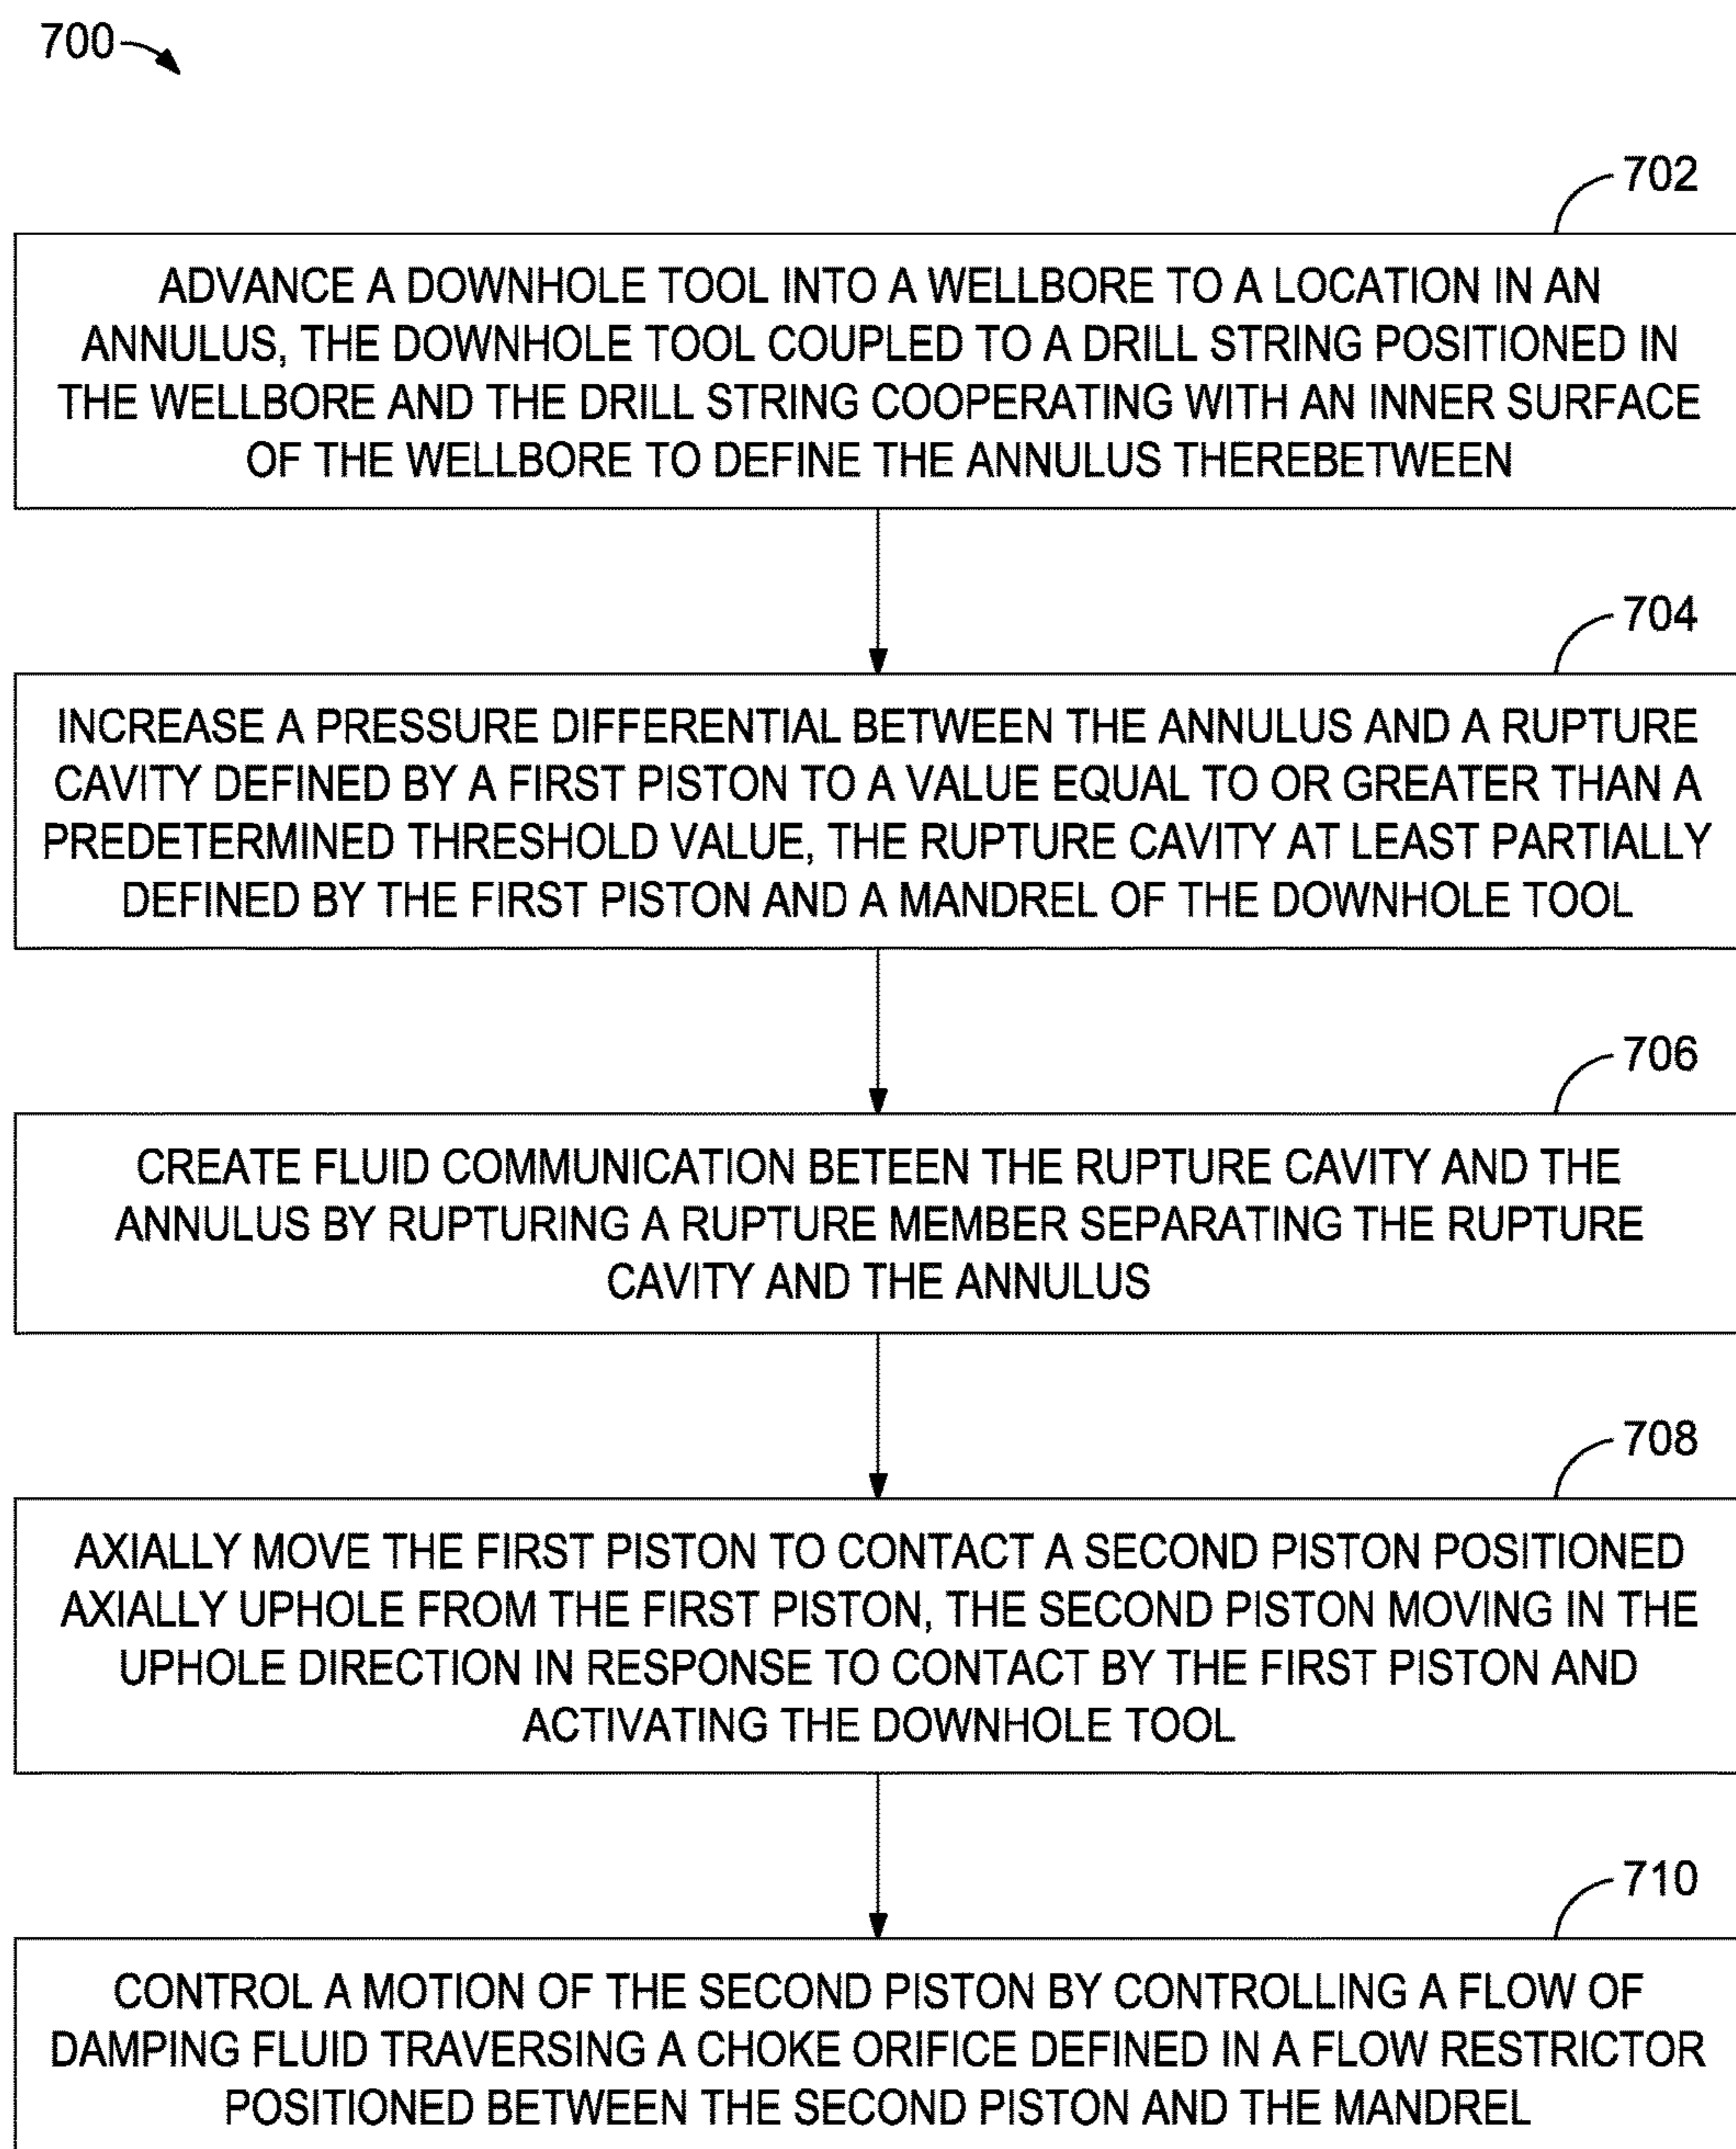 700
702
ADVANCE A DOWNHOLE TOOL INTO A WELLBORE TO A LOCATION IN AN
ANNULUS, THE DOWNHOLE TOOL COUPLED TO A DRILL STRING POSITIONED IN
THE WELLBORE AND THE DRILL STRING COOPERATING WITH AN INNER SURFACE
OF THE WELLBORE TO DEFINE THE ANNULUS THEREBETWEEN
704
INCREASE A PRESSURE DIFFERENTIAL BETWEEN THE ANNULUS AND A RUPTURE
CAVITY DEFINED BY A FIRST PISTON TO A VALUE EQUAL TO OR GREATER THAN A
PREDETERMINED THRESHOLD VALUE, THE RUPTURE CAVITY AT LEAST PARTIALLY
DEFINED BY THE FIRST PISTON AND A MANDREL OF THE DOWNHOLE TOOL
706
CREATE FLUID COMMUNICATION BETEEN THE RUPTURE CAVITY AND THE
ANNULUS BY RUPTURING A RUPTURE MEMBER SEPARATING THE RUPTURE
CAVITY AND THE ANNULUS
708
AXIALLY MOVE THE FIRST PISTON TO CONTACT A SECOND PISTON POSITIONED
AXIALLY UPHOLE FROM THE FIRST PISTON, THE SECOND PISTON MOVING IN THE
UPHOLE DIRECTION IN RESPONSE TO CONTACT BY THE FIRST PISTON AND
ACTIVATING THE DOWNHOLE TOOL
710
CONTROL A MOTION OF THE SECOND PISTON BY CONTROLLING A FLOW OF
DAMPING FLUID TRAVERSING A CHOKE ORIFICE DEFINED IN A FLOW RESTRICTOR
POSITIONED BETWEEN THE SECOND PISTON AND THE MANDREL